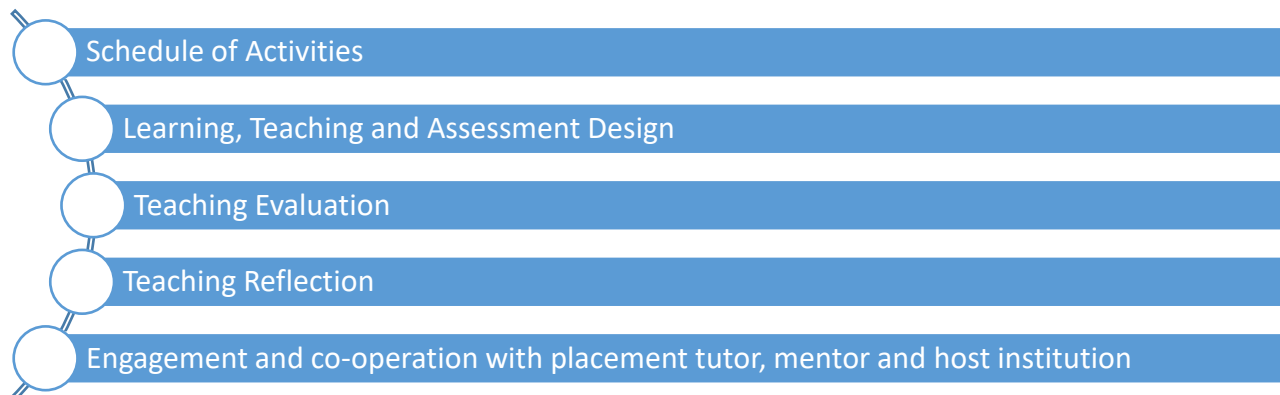 Schedule of Activities
Learning, Teaching and Assessment Design
Teaching Evaluation
Teaching Reflection
Engagement and co-operation with placement tutor, mentor and host institution